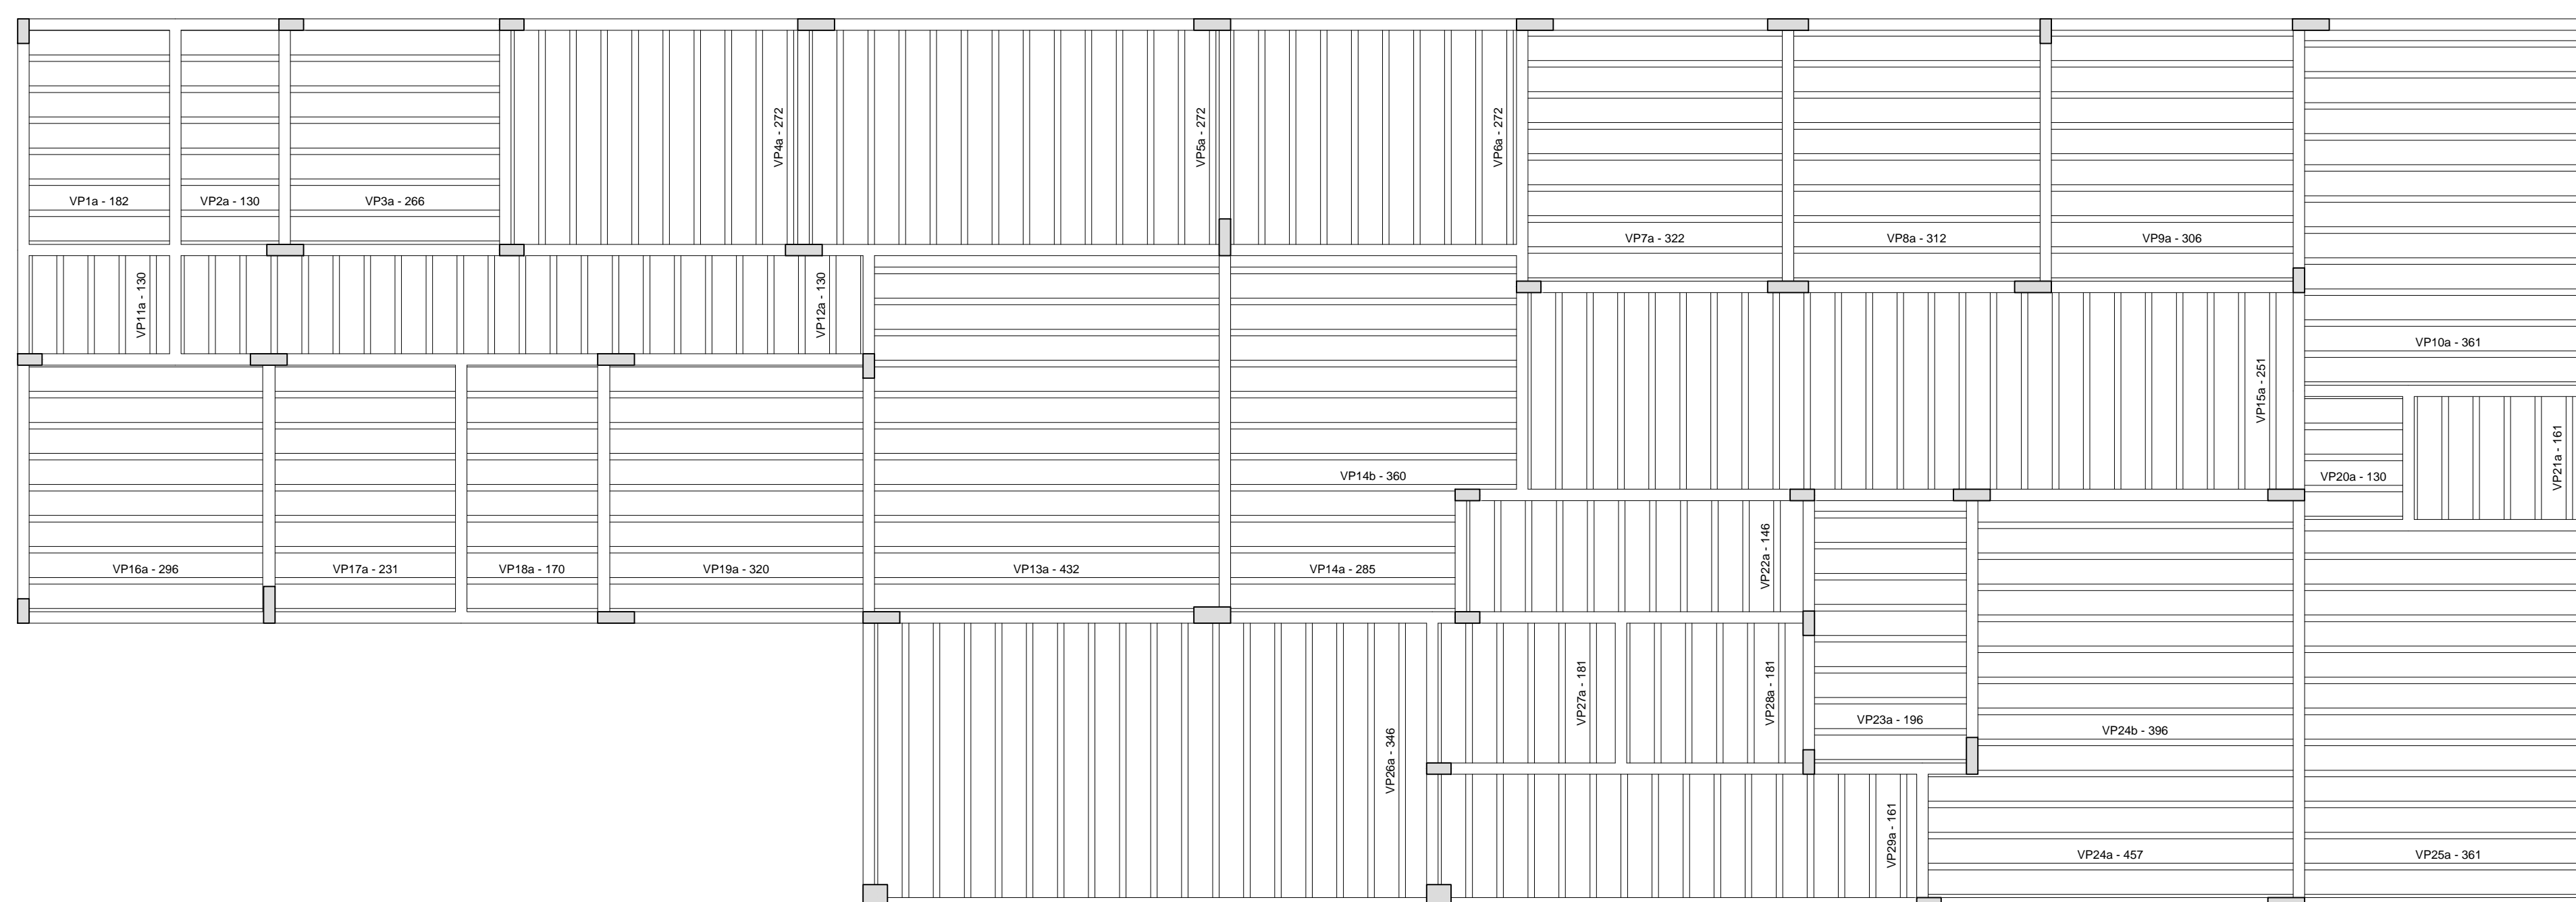 VP4a - 272
VP5a - 272
VP6a - 272
VP1a - 182
VP2a - 130
VP3a - 266
VP7a - 322
VP8a - 312
VP9a - 306
VP11a - 130
VP12a - 130
VP10a - 361
VP15a - 251
VP14b - 360
VP20a - 130
VP21a - 161
VP22a - 146
VP16a - 296
VP17a - 231
VP18a - 170
VP19a - 320
VP13a - 432
VP14a - 285
VP27a - 181
VP28a - 181
VP23a - 196
VP24b - 396
VP26a - 346
VP29a - 161
VP24a - 457
VP25a - 361